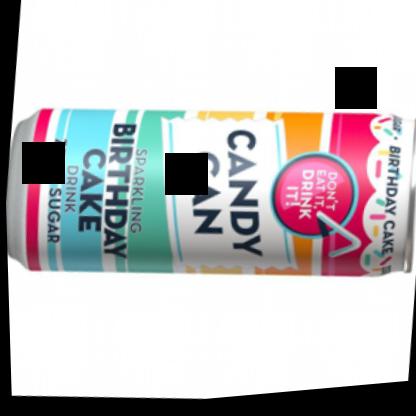 BIRTHDAY CAKE
DON'T
EAT IT,
DRINK
IT!
CANDY
CAN
SPARKLING
BIRTHDAY
CAKE
DRINK
SUGAR